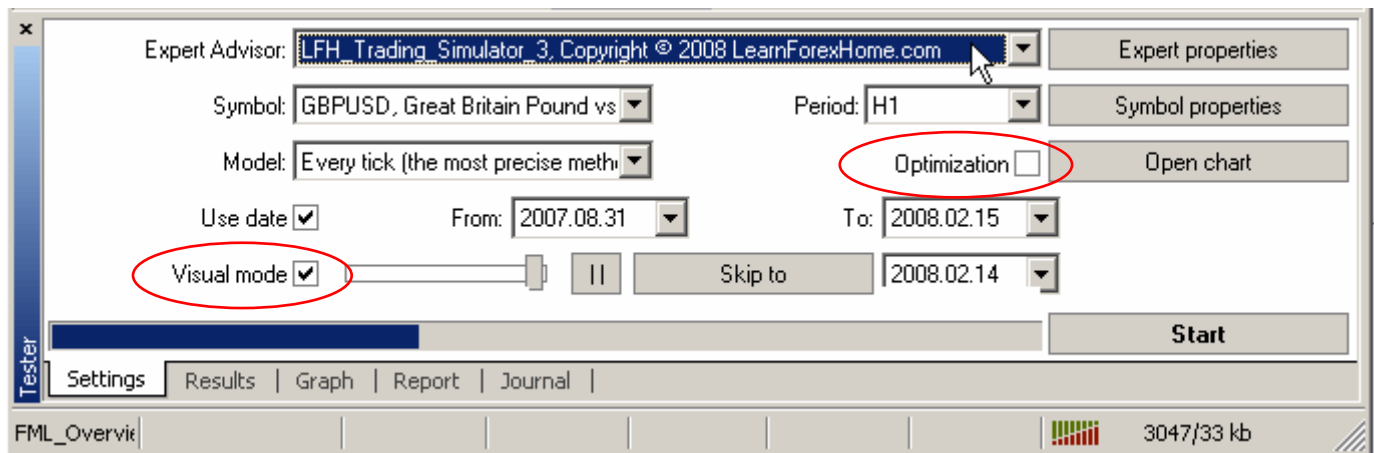 Expert Advisor: LFH_Trading_Simulator_3, Copyright © 2008 LearnForexHome.com Expert properties
Symbol: GBPUSD, Great Britain Pound vs Period: H1 Symbol properties
Model: Every tick (the most precise meth Optimization Open chart
Use date From: 2007.08.31 To: 2008.02.15
Visual mode Skip to 2008.02.14
Start
Tester
Settings Results | Graph | Report | Journal |
FML_Overvie 3047/33 kb